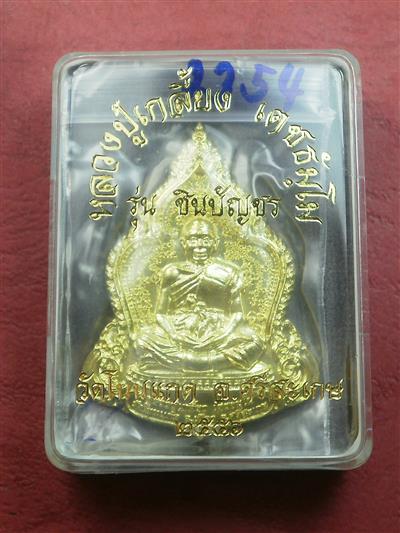 2254
หลวงปู่เกลี้ยง เตชธมฺโม
รุ่น ชินบัญชร
วัดโนนแกด อ.ศรีสะเกษ
๒๕๕๖